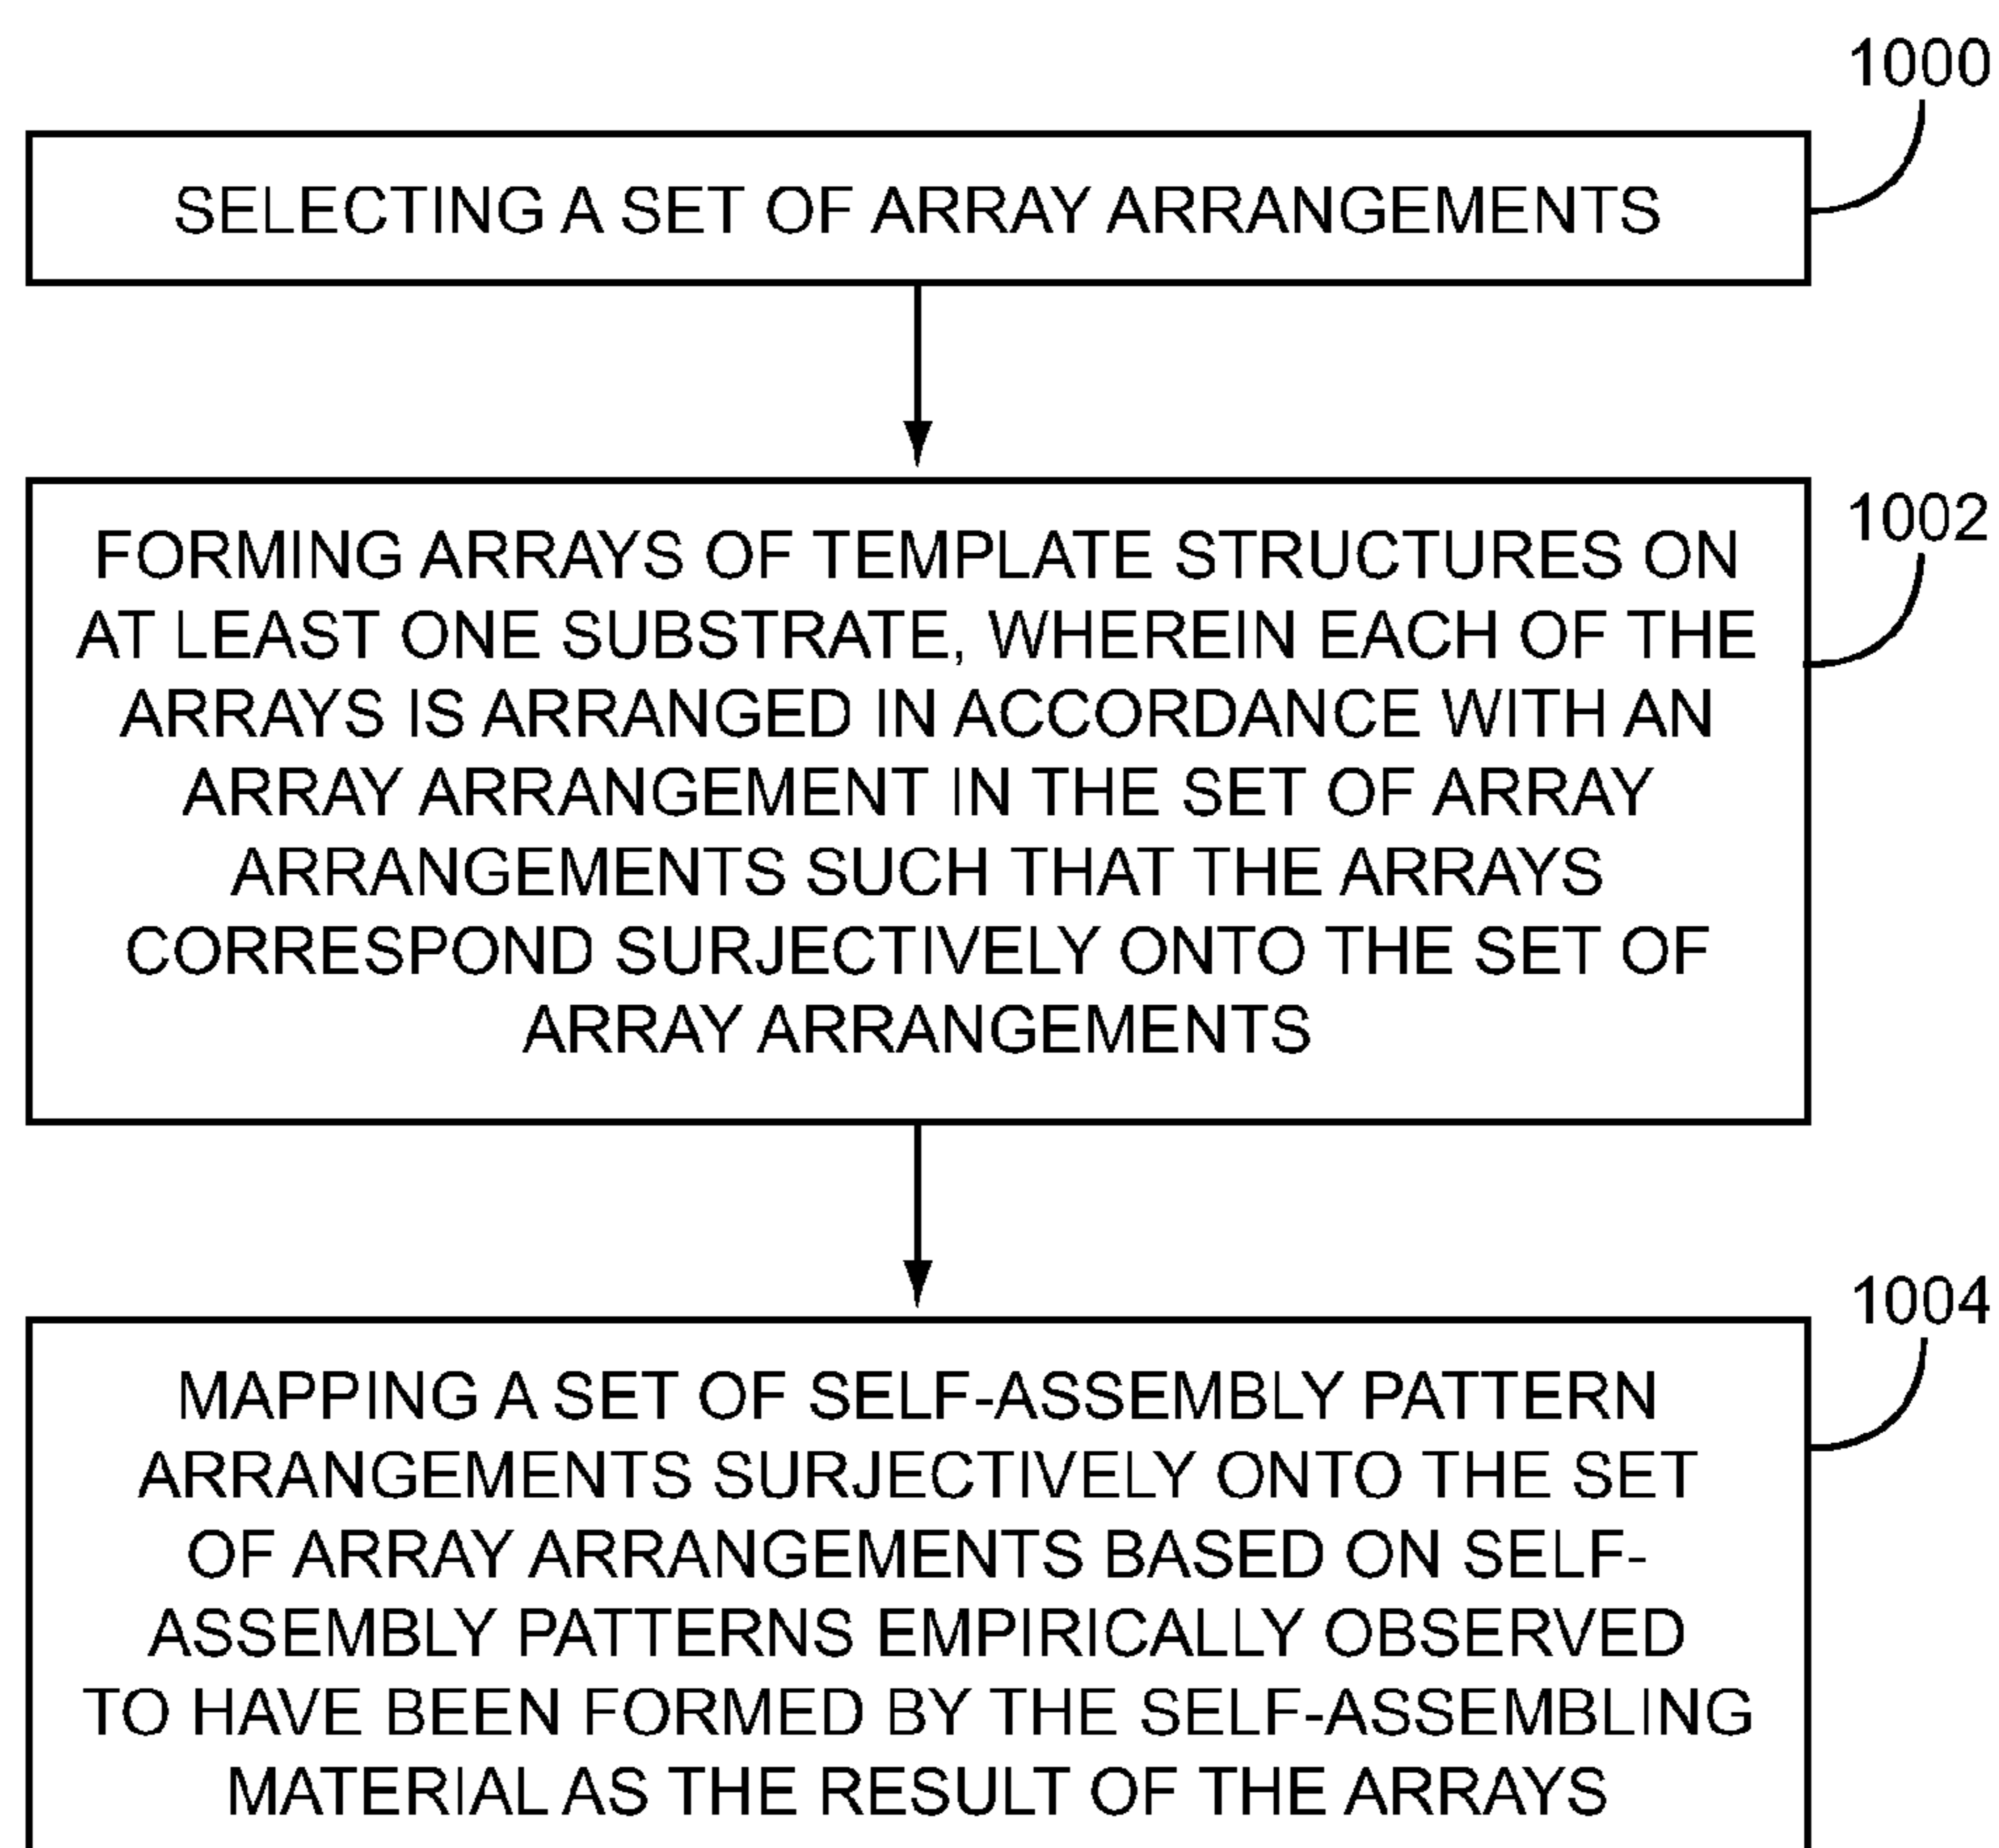 1000
SELECTING A SET OF ARRAY ARRANGEMENTS
1002
FORMING ARRAYS OF TEMPLATE STRUCTURES ON
AT LEAST ONE SUBSTRATE, WHEREIN EACH OF THE
ARRAYS IS ARRANGED IN ACCORDANCE WITH AN
ARRAY ARRANGEMENT IN THE SET OF ARRAY
ARRANGEMENTS SUCH THAT THE ARRAYS
CORRESPOND SURJECTIVELY ONTO THE SET OF
ARRAY ARRANGEMENTS
1004
MAPPING A SET OF SELF-ASSEMBLY PATTERN
ARRANGEMENTS SURJECTIVELY ONTO THE SET
OF ARRAY ARRANGEMENTS BASED ON SELF-
ASSEMBLY PATTERNS EMPIRICALLY OBSERVED
TO HAVE BEEN FORMED BY THE SELF-ASSEMBLING
MATERIAL AS THE RESULT OF THE ARRAYS